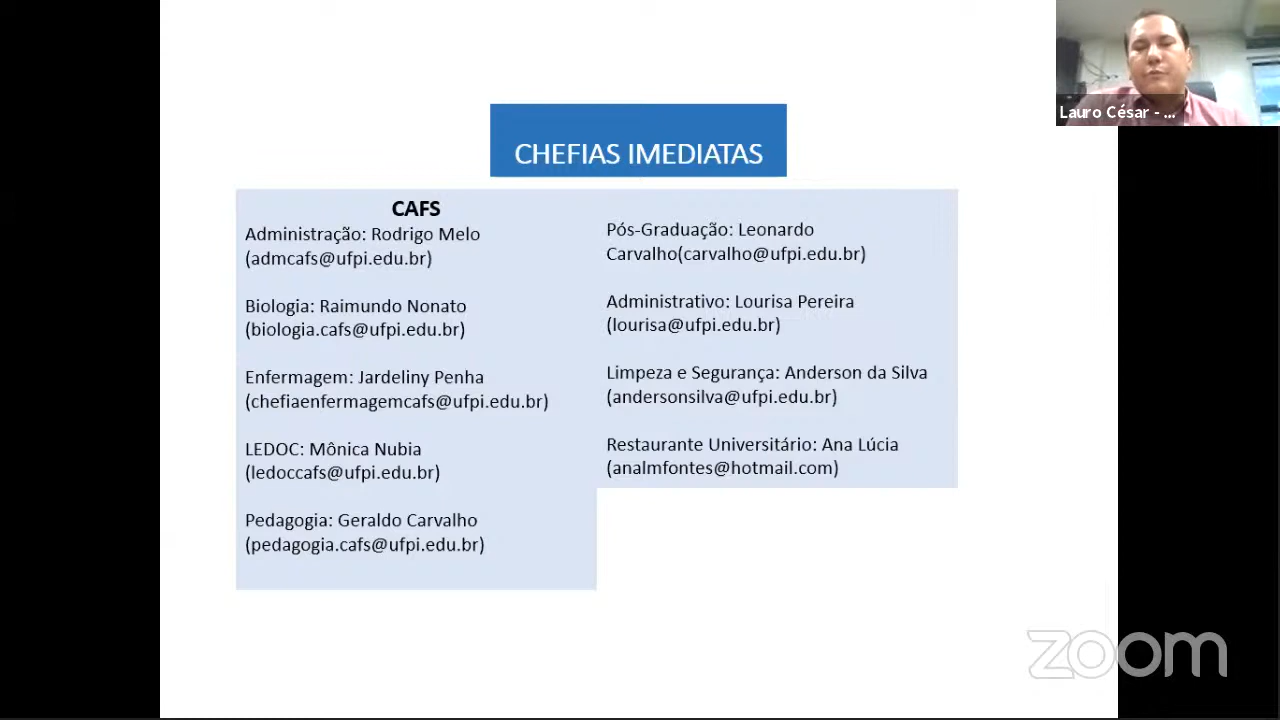 CHEFIAS IMEDIATAS
CAFS
Administração: Rodrigo Melo
(admcafs@ufpi.edu.br)
Biologia: Raimundo Nonato
(biologia.cafs@ufpi.edu.br)
Enfermagem: Jardeliny Penha
(chefiaenfermagemcafs@ufpi.edu.br)
LEDOC: Mônica Nubia
(ledoccafs@ufpi.edu.br)
Pedagogia: Geraldo Carvalho
(pedagogia.cafs@ufpi.edu.br)
Pós-Graduação: Leonardo
Carvalho(carvalho@ufpi.edu.br)
Administrativo: Lourisa Pereira
(lourisa@ufpi.edu.br)
Limpeza e Segurança: Anderson da Silva
(andersonsilva@ufpi.edu.br)
Restaurante Universitário: Ana Lúcia
(analmfontes@hotmail.com)
Lauro César - ...
zoom